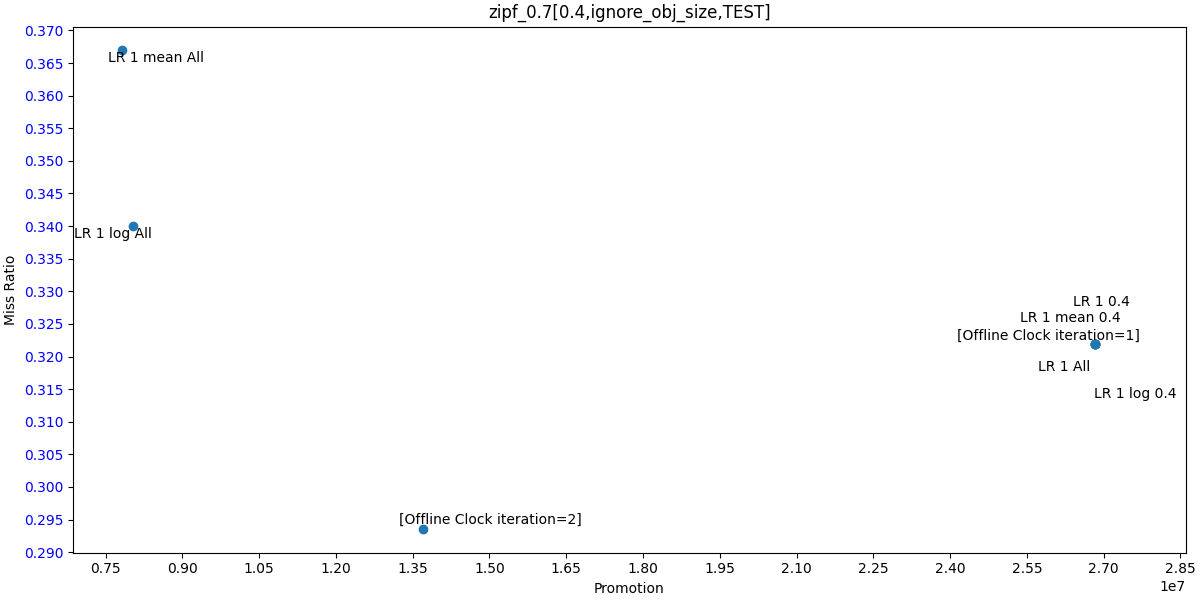 zipf_0.7[0.4,ignore_obj_size,TEST]
0.370
0.365
0.360
0.355
0.350
0.345
0.340
0.335
0.330
0.325
0.320
0.315
0.310
0.305
0.300
0.295
0.290
Miss Ratio
LR 1 mean All
LR 1 log All
LR 1 0.4
LR 1 mean 0.4
[Offline Clock iteration=1]
LR 1 All
LR 1 log 0.4
[Offline Clock iteration=2]
0.75 0.90 1.05 1.20 1.35 1.50 1.65 1.80 1.95 2.10 2.25 2.40 2.55 2.70 2.85
1e7
Promotion